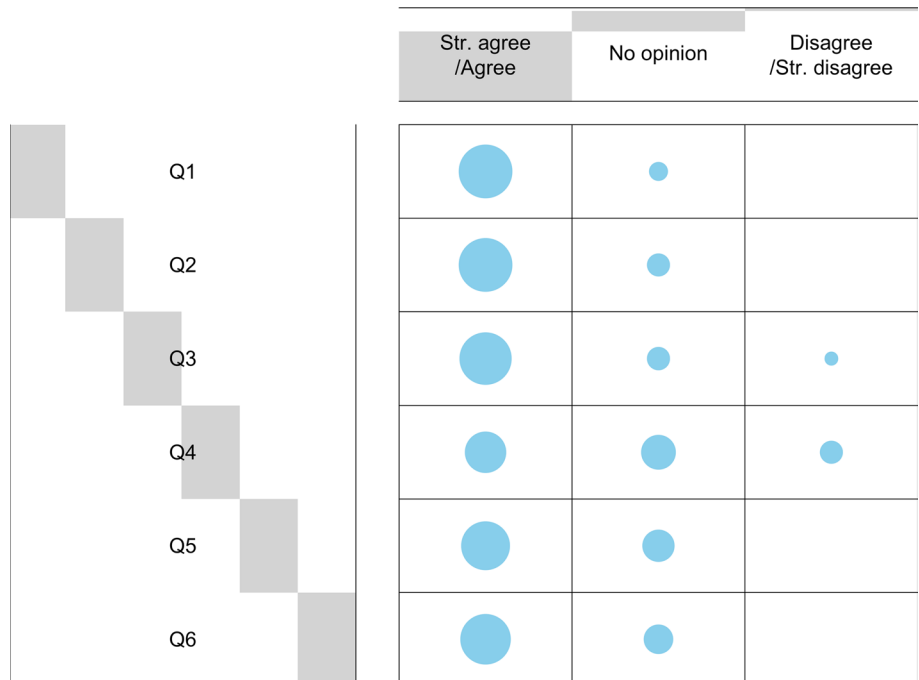 Str. agree
/Agree
No opinion
Disagree
/Str. disagree
Q1
Q2
Q3
Q4
Q5
Q6